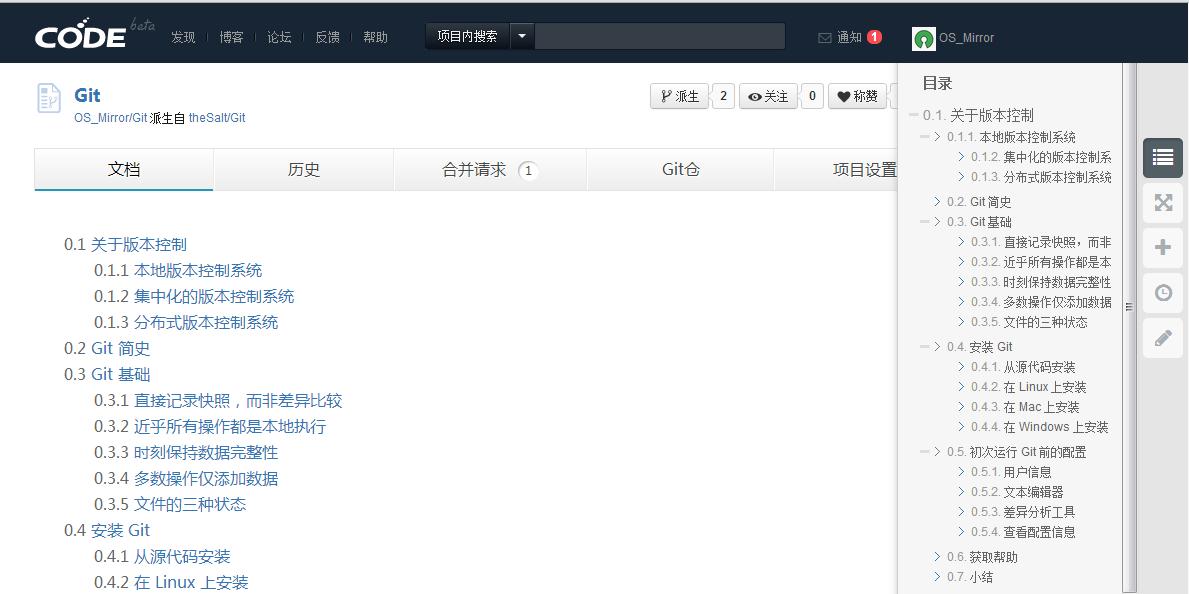 CODE beta 发现 博客 论坛 反馈 帮助 项目内搜索 通知 1 OS_Mirror
Git
OS_Mirror/Git 派生自 theSalt/Git
派生 2 关注 0 称赞
文档 历史 合并请求 1 Git仓 项目设置
0.1 关于版本控制
0.1.1 本地版本控制系统
0.1.2 集中化的版本控制系统
0.1.3 分布式版本控制系统
0.2 Git 简史
0.3 Git 基础
0.3.1 直接记录快照，而非差异比较
0.3.2 近乎所有操作都是本地执行
0.3.3 时刻保持数据完整性
0.3.4 多数操作仅添加数据
0.3.5 文件的三种状态
0.4 安装 Git
0.4.1 从源代码安装
0.4.2 在 Linux 上安装
目录
0.1. 关于版本控制
0.1.1. 本地版本控制系统
0.1.2. 集中化的版本控制系
0.1.3. 分布式版本控制系统
0.2. Git 简史
0.3. Git 基础
0.3.1. 直接记录快照，而非
0.3.2. 近乎所有操作都是本
0.3.3. 时刻保持数据完整性
0.3.4. 多数操作仅添加数据
0.3.5. 文件的三种状态
0.4. 安装 Git
0.4.1. 从源代码安装
0.4.2. 在 Linux 上安装
0.4.3. 在 Mac 上安装
0.4.4. 在 Windows 上安装
0.5. 初次运行 Git 前的配置
0.5.1. 用户信息
0.5.2. 文本编辑器
0.5.3. 差异分析工具
0.5.4. 查看配置信息
0.6. 获取帮助
0.7. 小结